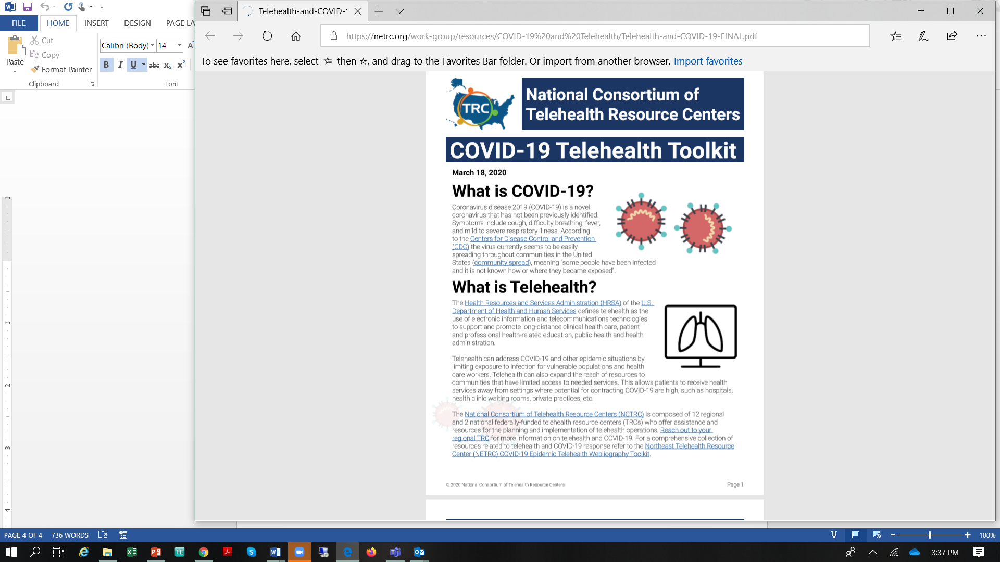 FILE
HOME
INSERT
DESIGN
PAGE LA
Paste
Cut
Copy
Format Painter
Clipboard
Calibri (Body)
14
B I U abc X₂ X²
Font
Telehealth-and-COVID-
https://netrc.org/work-group/resources/COVID-19%20and%20Telehealth/Telehealth-and-COVID-19-FINAL.pdf
To see favorites here, select then ☆, and drag to the Favorites Bar folder. Or import from another browser. Import favorites
TRC
National Consortium of
Telehealth Resource Centers
COVID-19 Telehealth Toolkit
March 18, 2020
What is COVID-19?
Coronavirus disease 2019 (COVID-19) is a novel
coronavirus that has not been previously identified.
Symptoms include cough, difficulty breathing, fever,
and mild to severe respiratory illness. According
to the Centers for Disease Control and Prevention
(CDC) the virus currently seems to be easily
spreading throughout communities in the United
States (community spread), meaning “some people have been infected
and it is not known how or where they became exposed”.
What is Telehealth?
The Health Resources and Services Administration (HRSA) of the U.S.
Department of Health and Human Services defines telehealth as the
use of electronic information and telecommunications technologies
to support and promote long-distance clinical health care, patient
and professional health-related education, public health and health
administration.
Telehealth can address COVID-19 and other epidemic situations by
limiting exposure to infection for vulnerable populations and health
care workers. Telehealth can also expand the reach of resources to
communities that have limited access to needed services. This allows patients to receive health
services away from settings where potential for contracting COVID-19 are high, such as hospitals,
health clinic waiting rooms, private practices, etc.
The National Consortium of Telehealth Resource Centers (NCTRC) is composed of 12 regional
and 2 national federally-funded telehealth resource centers (TRCs) who offer assistance and
resources for the planning and implementation of telehealth operations. Reach out to your
regional TRC for more information on telehealth and COVID-19. For a comprehensive collection of
resources related to telehealth and COVID-19 response refer to the Northeast Telehealth Resource
Center (NETRC) COVID-19 Epidemic Telehealth Webliography Toolkit.
© 2020 National Consortium of Telehealth Resource Centers
Page 1
1
1
2
3
4
PAGE 4 OF 4
736 WORDS
100%
3:37 PM